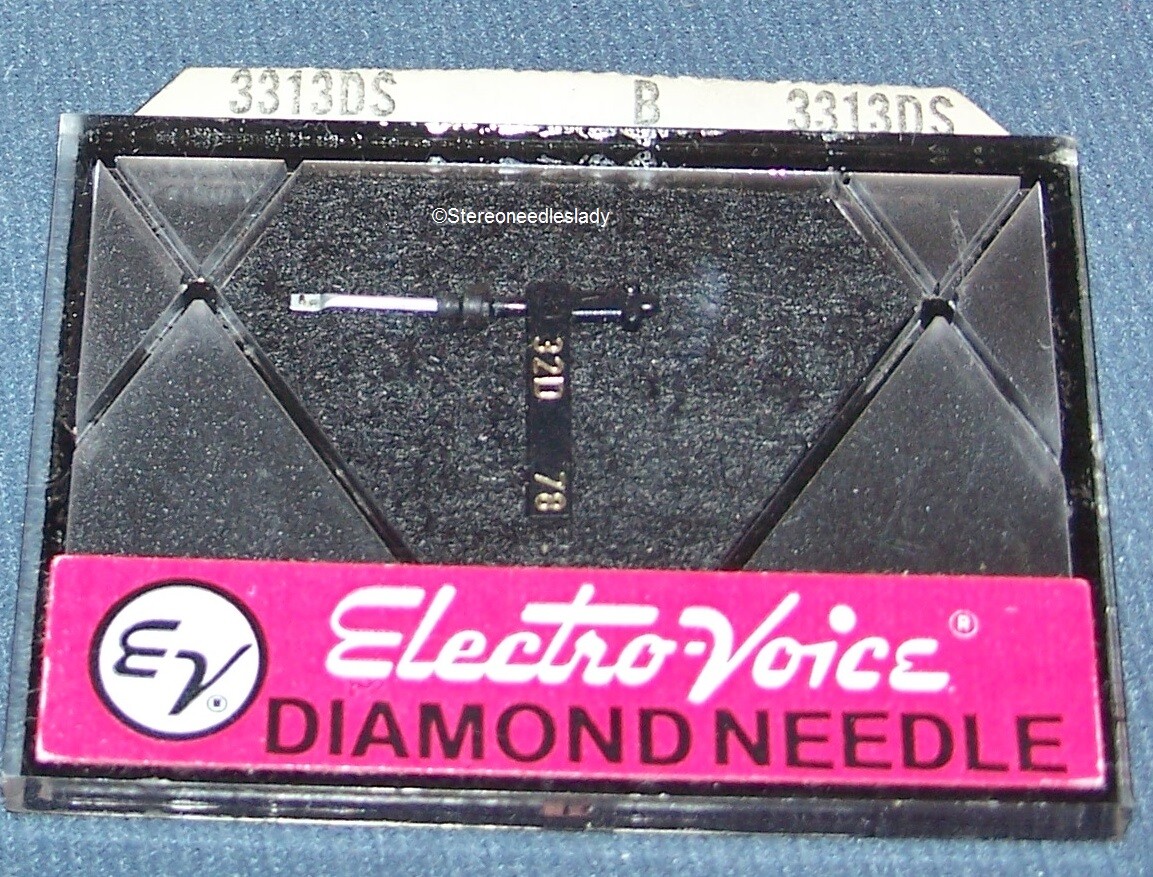 3313DS B 3313DS
©Stereoneedleslady
32D 78
EV ®
Electro-Voice ®
DIAMOND NEEDLE